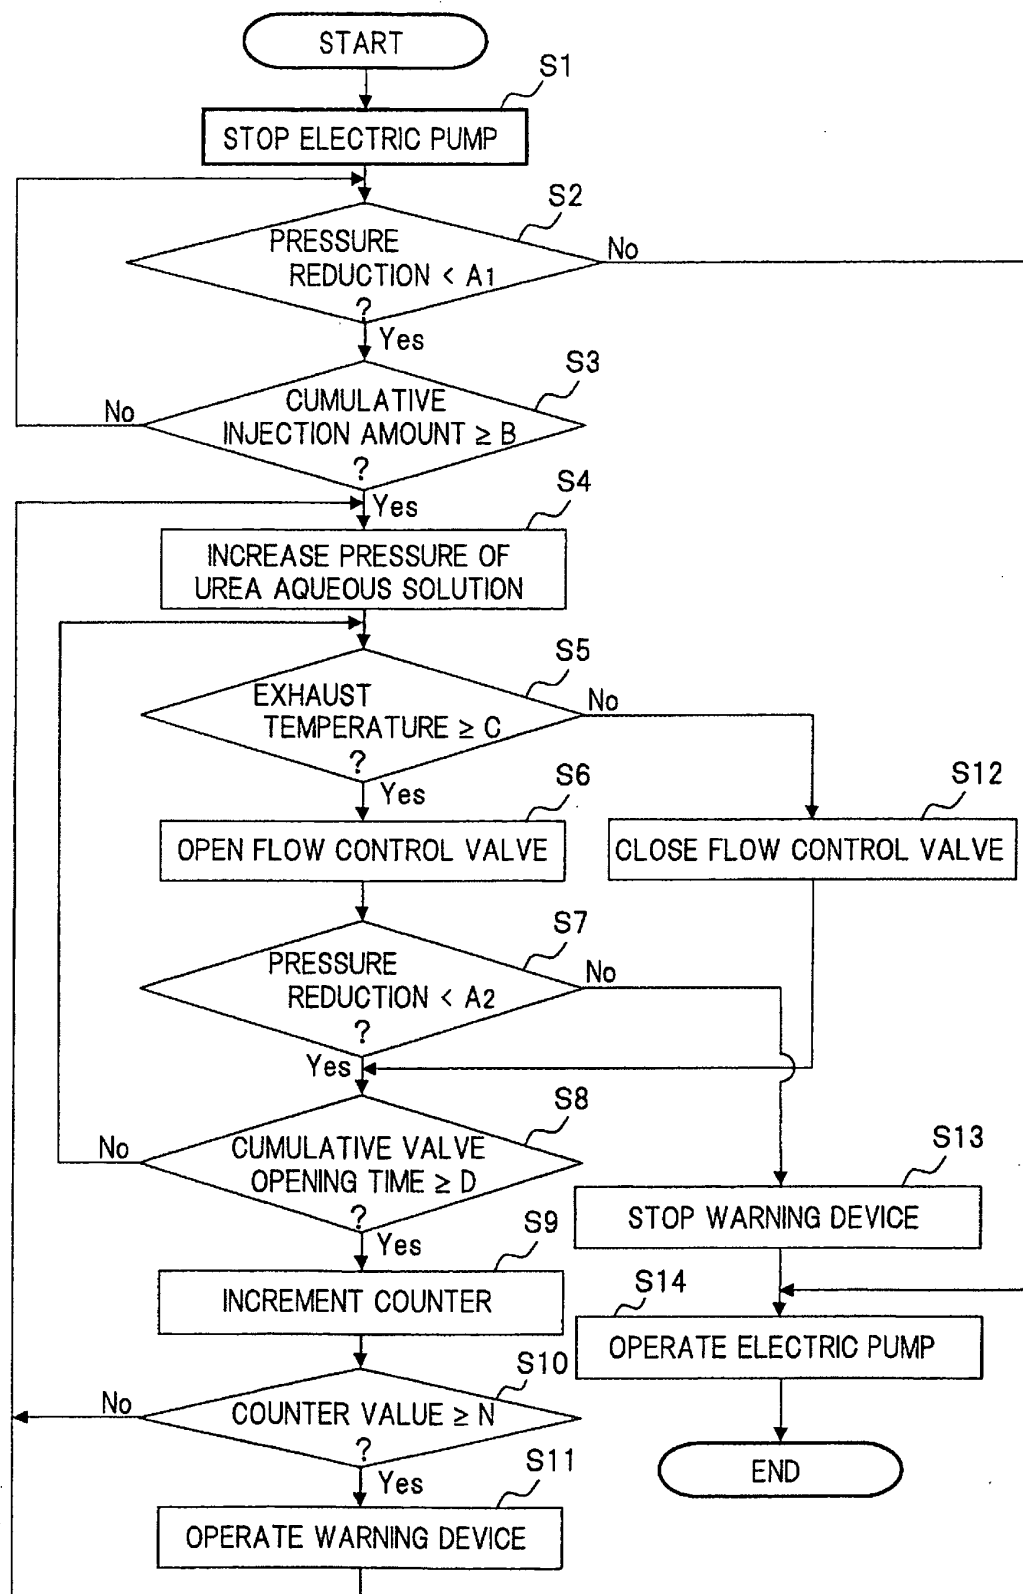 START
S1
STOP ELECTRIC PUMP
S2
PRESSURE
REDUCTION < A1
?
No
Yes
S3
CUMULATIVE
INJECTION AMOUNT ≥ B
?
No
Yes
S4
INCREASE PRESSURE OF
UREA AQUEOUS SOLUTION
S5
EXHAUST
TEMPERATURE ≥ C
?
No
Yes
S6
OPEN FLOW CONTROL VALVE
S12
CLOSE FLOW CONTROL VALVE
S7
PRESSURE
REDUCTION < A2
?
No
Yes
S8
CUMULATIVE VALVE
OPENING TIME ≥ D
?
No
Yes
S13
STOP WARNING DEVICE
S9
INCREMENT COUNTER
S14
OPERATE ELECTRIC PUMP
S10
COUNTER VALUE ≥ N
?
No
Yes
END
S11
OPERATE WARNING DEVICE